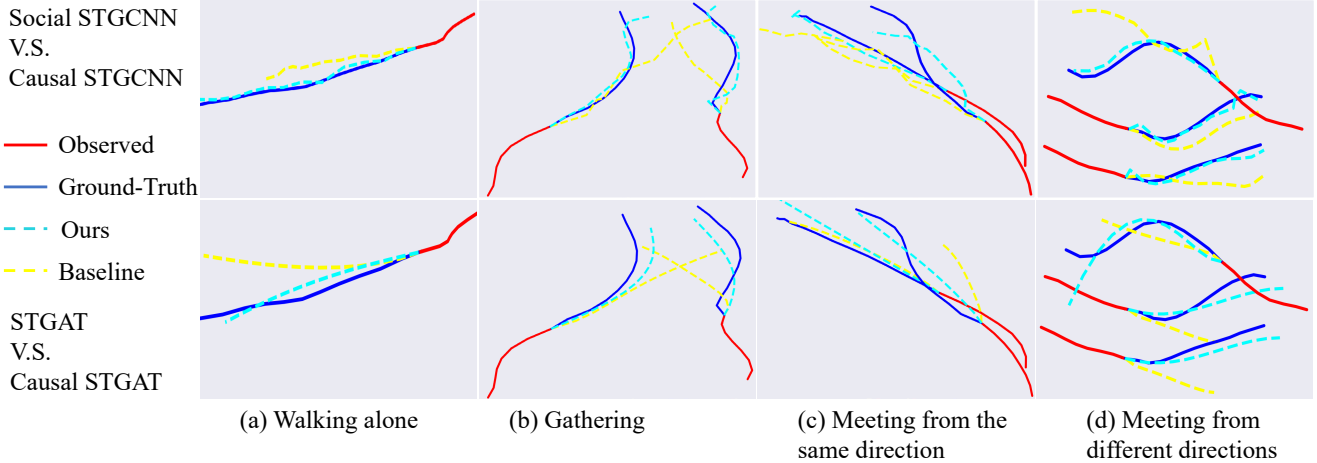 Social STGCNN
V.S.
Causal STGCNN
Observed
Ground-Truth
Ours
Baseline
STGAT
V.S.
Causal STGAT
(a) Walking alone
(b) Gathering
(c) Meeting from the
same direction
(d) Meeting from
different directions